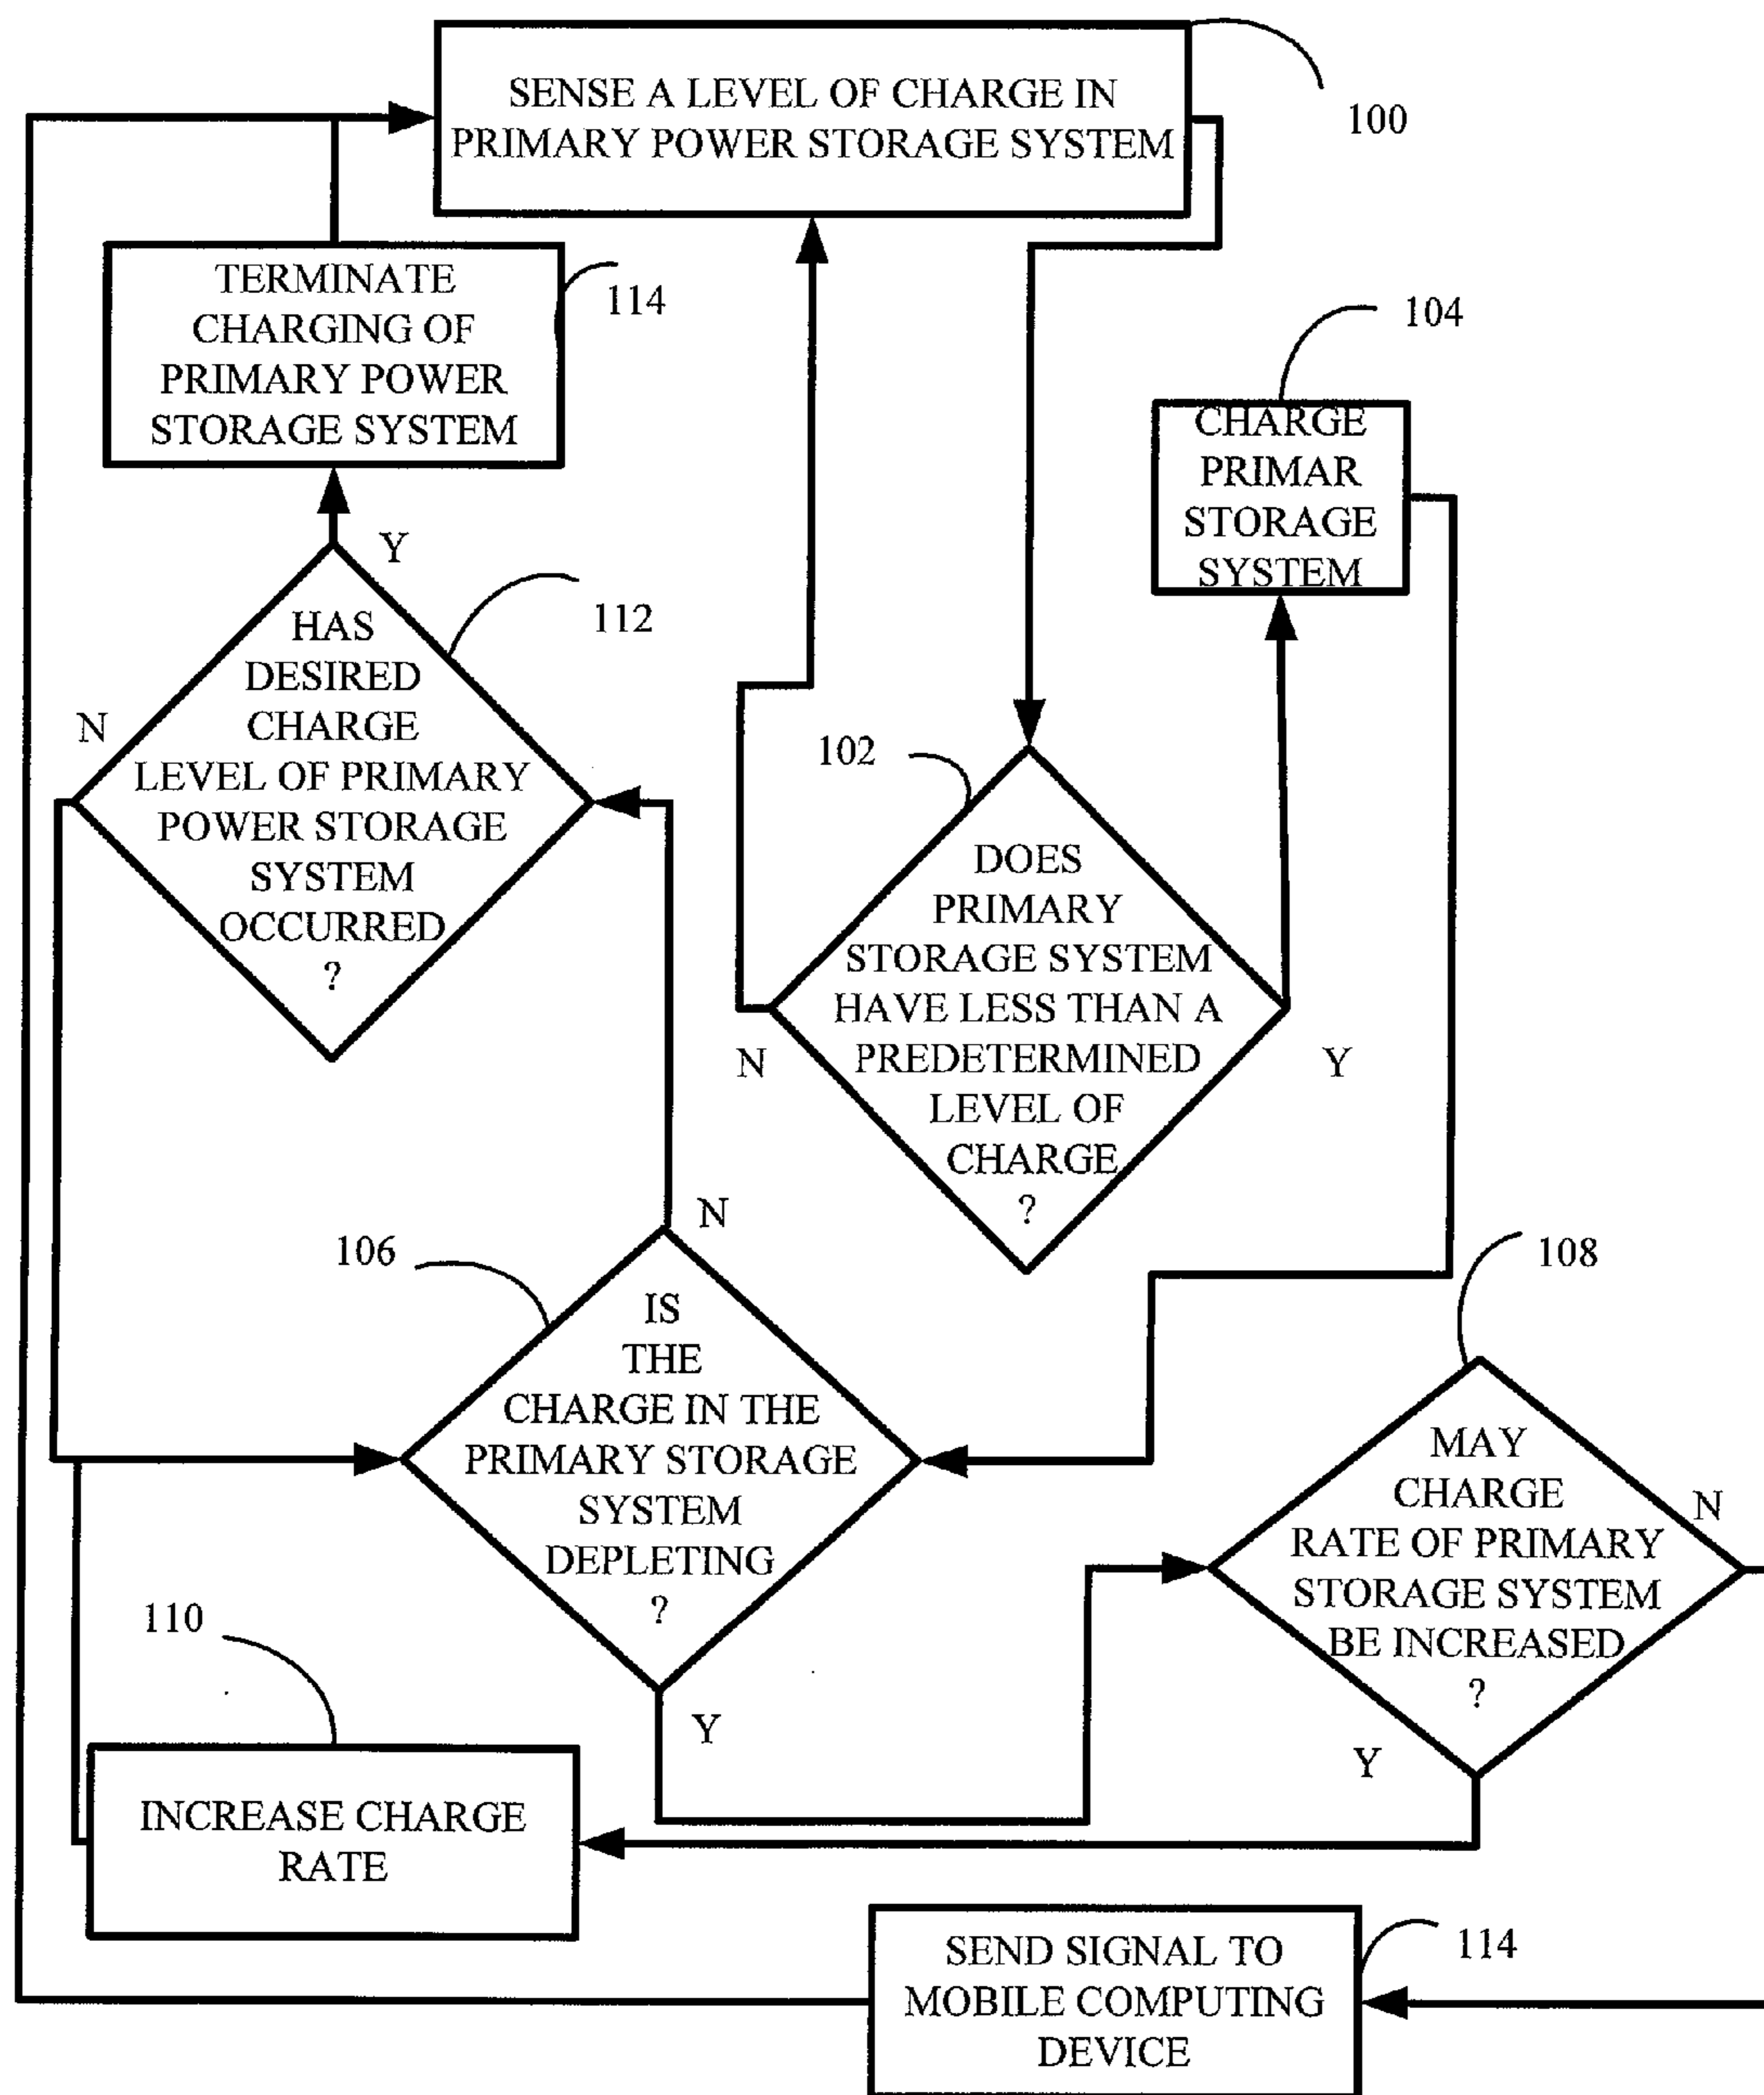 SENSE A LEVEL OF CHARGE IN
PRIMARY POWER STORAGE SYSTEM
100
TERMINATE
CHARGING OF
PRIMARY POWER
STORAGE SYSTEM
114
104
CHARGE
PRIMAR
STORAGE
SYSTEM
Y
112
HAS
DESIRED
CHARGE
LEVEL OF PRIMARY
POWER STORAGE
SYSTEM
OCCURRED
?
N
102
DOES
PRIMARY
STORAGE SYSTEM
HAVE LESS THAN A
PREDETERMINED
LEVEL OF
CHARGE
?
N
Y
N
106
IS
THE
CHARGE IN THE
PRIMARY STORAGE
SYSTEM
DEPLETING
?
Y
108
MAY
CHARGE
RATE OF PRIMARY
STORAGE SYSTEM
BE INCREASED
?
N
Y
110
INCREASE CHARGE
RATE
SEND SIGNAL TO
MOBILE COMPUTING
DEVICE
114